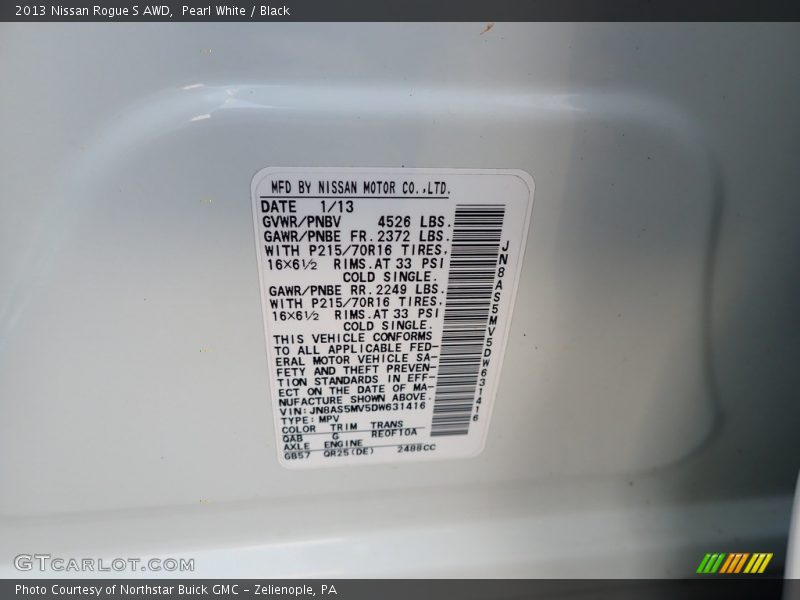 2013 Nissan Rogue S AWD,  Pearl White / Black
MFD BY NISSAN MOTOR CO.,LTD.
DATE 1/13
GVWR/PNBV 4526 LBS.
GAWR/PNBE FR.2372 LBS.
WITH P215/70R16 TIRES,
16×6½ RIMS.AT 33 PSI
COLD SINGLE.
GAWR/PNBE RR.2249 LBS.
WITH P215/70R16 TIRES.
16×6½ RIMS.AT 33 PSI
COLD SINGLE.
THIS VEHICLE CONFORMS
TO ALL APPLICABLE FED-
ERAL MOTOR VEHICLE SA-
FETY AND THEFT PREVEN-
TION STANDARDS IN EFF-
ECT ON THE DATE OF MA-
NUFACTURE SHOWN ABOVE.
VIN:JN8AS5MV5DW631416
TYPE:MPV
COLOR TRIM TRANS
QAB G RE0F10A
AXLE ENGINE
GB57 QR25(DE) 2488CC
JN8AS5MV5DW631416
GTCARLOT.COM
Photo Courtesy of Northstar Buick GMC – Zelienople, PA